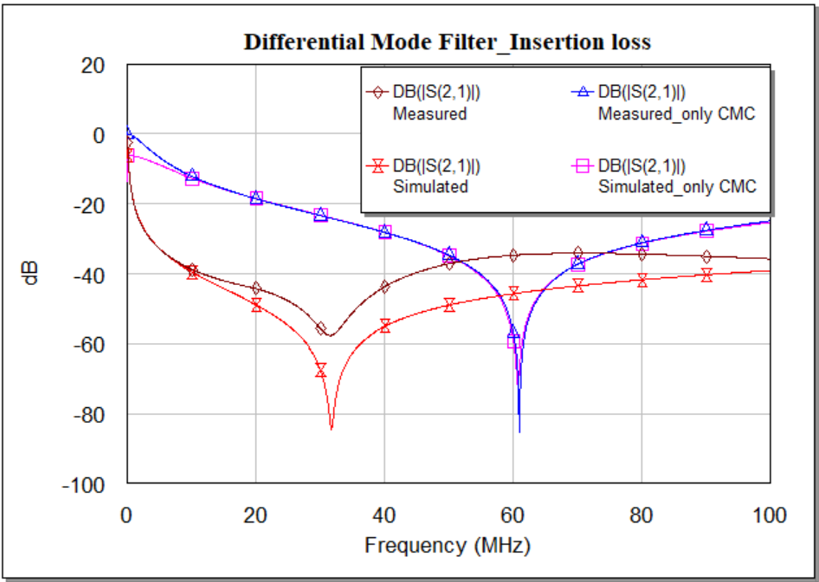 Differential Mode Filter_Insertion loss
20
0
-20
-40
-60
-80
-100
dB
DB(|S(2,1)|)
Measured
DB(|S(2,1)|)
Measured_only CMC
DB(|S(2,1)|)
Simulated
DB(|S(2,1)|)
Simulated_only CMC
0 20 40 60 80 100
Frequency (MHz)